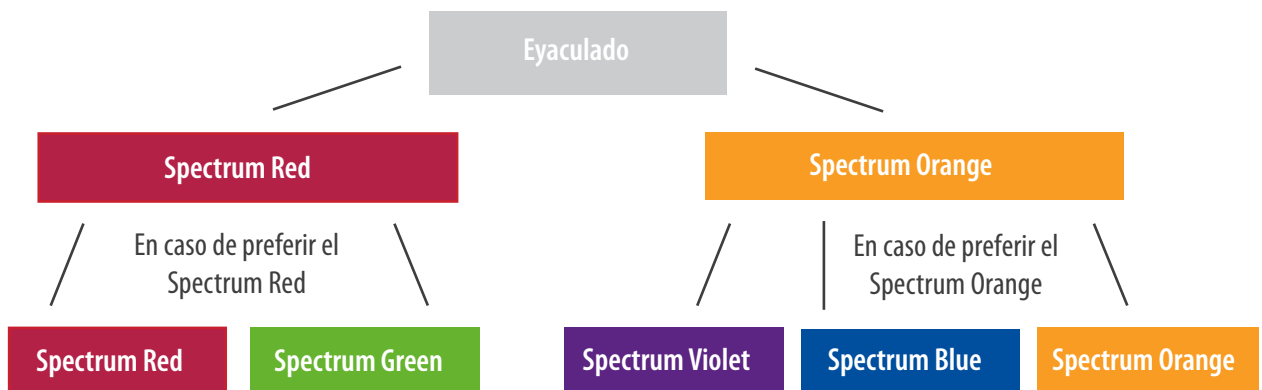 Eyaculado
Spectrum Red
Spectrum Orange
En caso de preferir el
Spectrum Red
En caso de preferir el
Spectrum Orange
Spectrum Red
Spectrum Green
Spectrum Violet
Spectrum Blue
Spectrum Orange